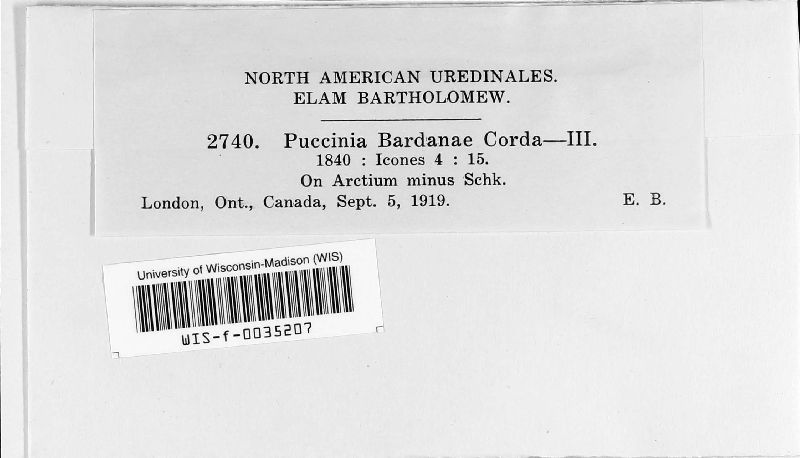 NORTH AMERICAN UREDINALES.
ELAM BARTHOLOMEW.
2740. Puccinia Bardanae Corda—III.
1840 : Icones 4 : 15.
On Arctium minus Schk.
London, Ont., Canada, Sept. 5, 1919. E. B.
University of Wisconsin-Madison (WIS)
WIS-f-0035207